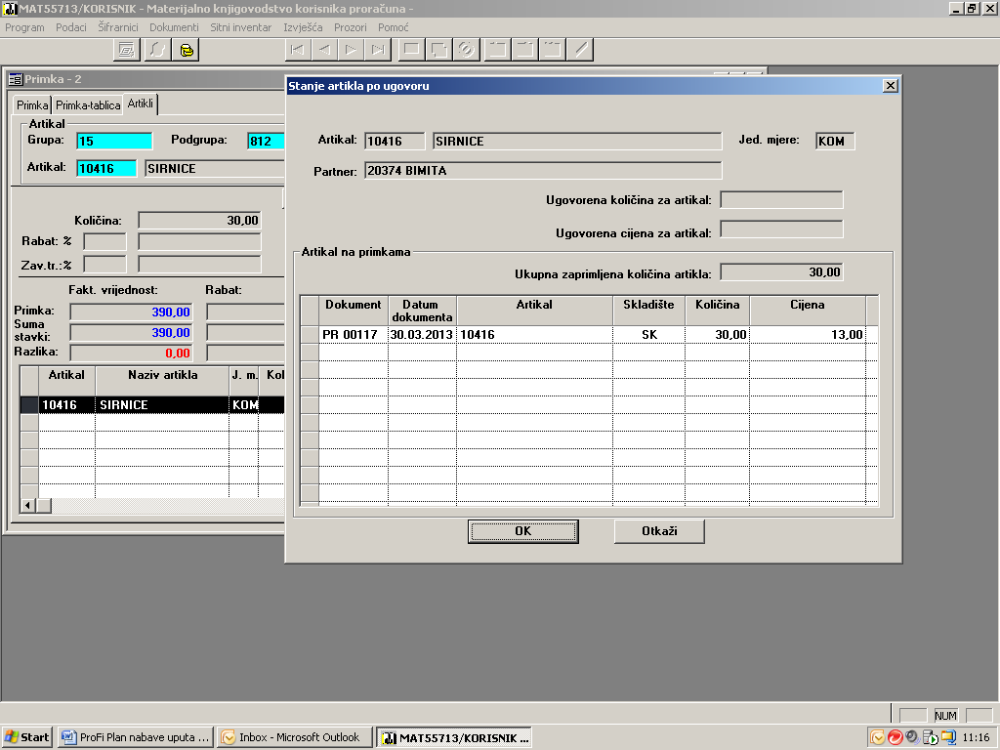 MAT55713/KORISNIK - Materijalno knjigovodstvo korisnika proračuna -
Program Podaci Šifrarnici Dokumenti Sitni inventar Izvješća Prozori Pomoć
Primka - 2
Primka Primka-tablica Artikli
Artikal
Grupa: 15 Podgrupa: 812
Artikal: 10416 SIRNICE
Količina: 30,00
Rabat: %
Zav.tr.:%
Fakt. vrijednost: Rabat:
Primka: 390,00
Suma stavki: 390,00
Razlika: 0,00
Artikal Naziv artikla J. m. Kol
10416 SIRNICE KOM
Stanje artikla po ugovoru
Artikal: 10416 SIRNICE Jed. mjere: KOM
Partner: 20374 BIMITA
Ugovorena količina za artikal:
Ugovorena cijena za artikal:
Artikal na primkama
Ukupna zaprimljena količina artikla: 30,00
Dokument Datum dokumenta Artikal Skladište Količina Cijena
PR 00117 30.03.2013 10416 SK 30,00 13,00
OK Otkaži
NUM
Start ProFi Plan nabave uputa ... Inbox - Microsoft Outlook MAT55713/KORISNIK ... 11:16